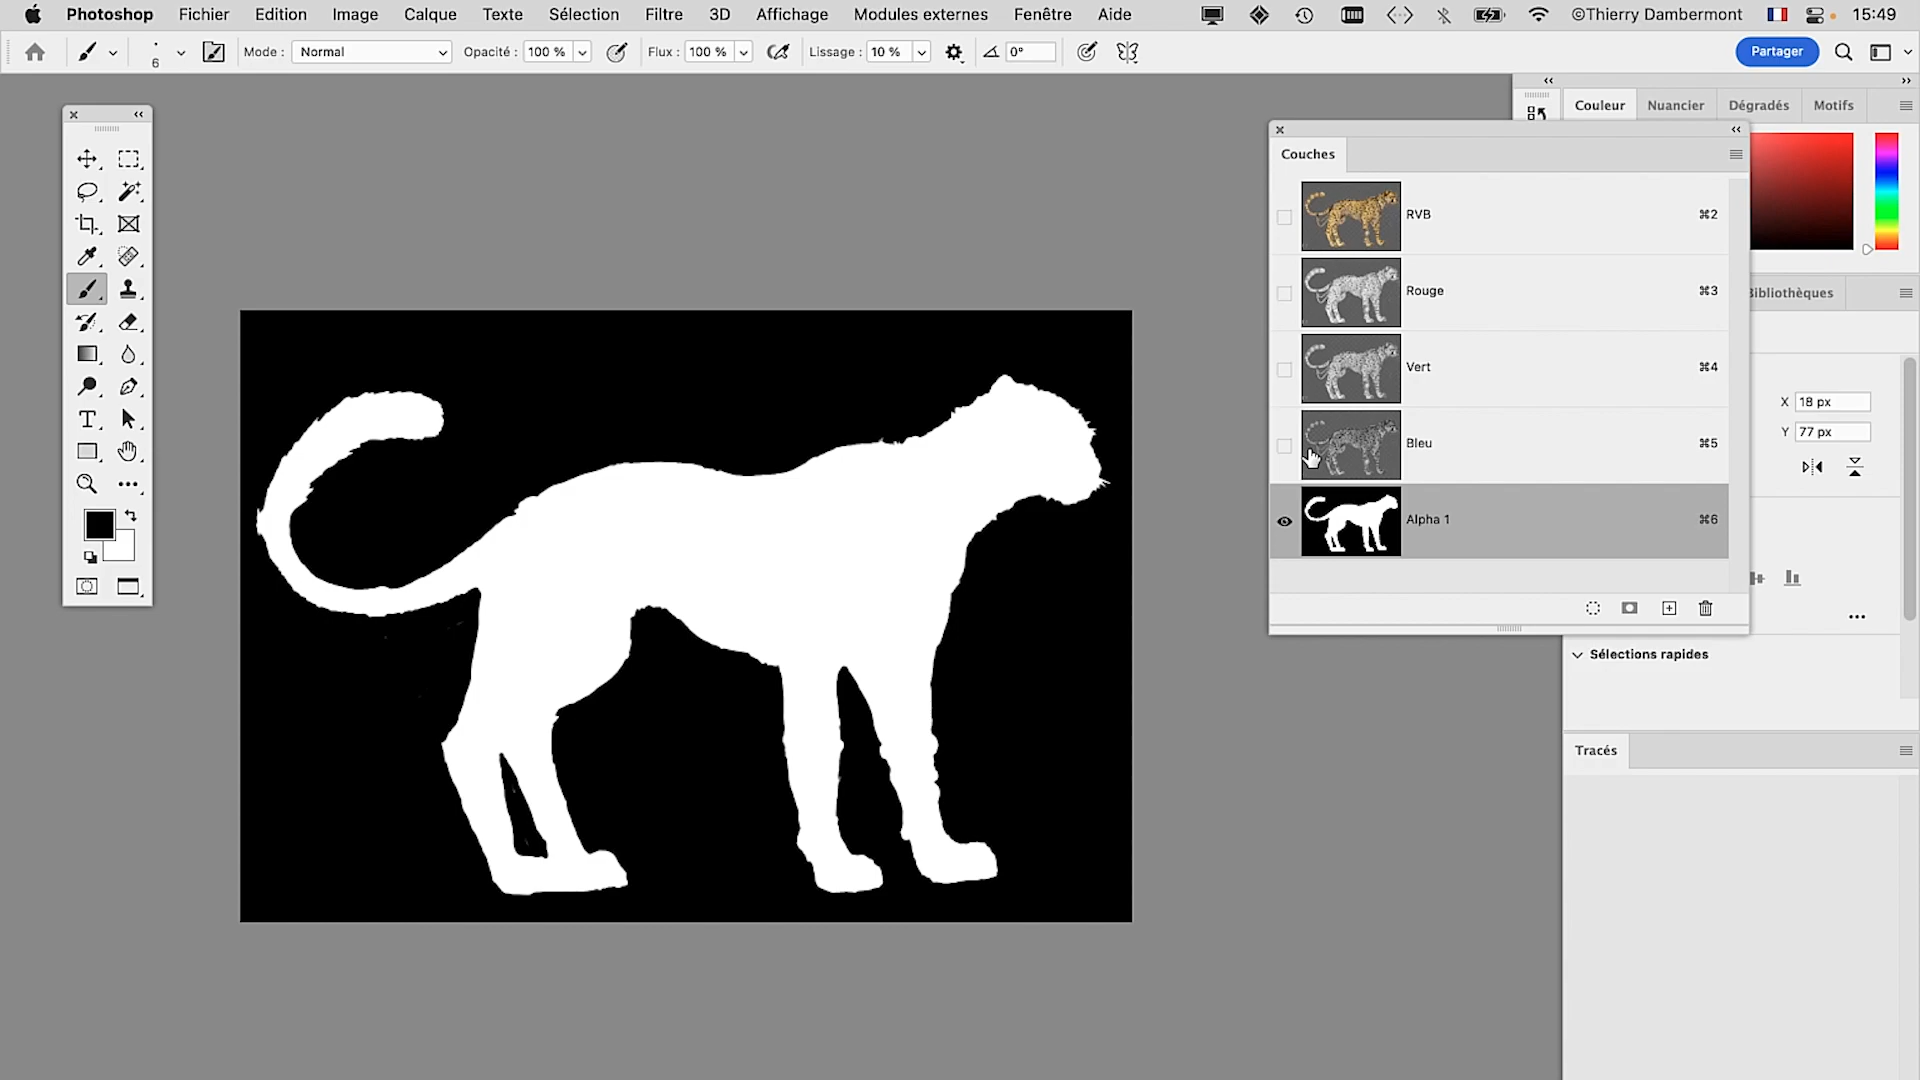 Photoshop Fichier Edition Image Calque Texte Sélection Filtre 3D Affichage Modules externes Fenêtre Aide ©Thierry Dambermont 15:49
6 Mode : Normal Opacité : 100 % Flux : 100 % Lissage : 10 % 0° Partager
Couleur Nuancier Dégradés Motifs
Couches
RVB ⌘2
Rouge ⌘3
Vert ⌘4
Bleu ⌘5
Alpha 1 ⌘6
Bibliothèques
X 18 px
Y 77 px
Sélections rapides
Tracés